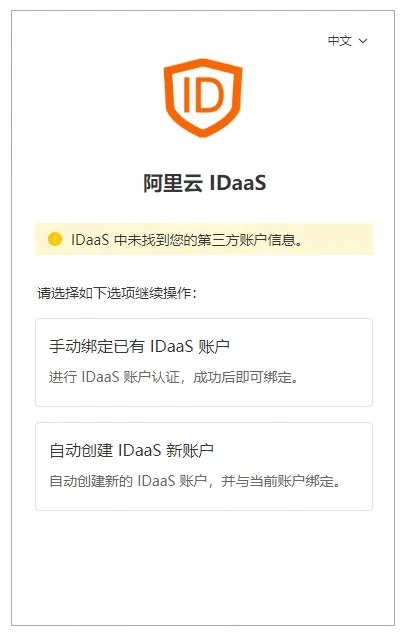 中文
ID
阿里云 IDaaS
IDaaS 中未找到您的第三方账户信息。
请选择如下选项继续操作：
手动绑定已有 IDaaS 账户
进行 IDaaS 账户认证，成功后即可绑定。
自动创建 IDaaS 新账户
自动创建新的 IDaaS 账户，并与当前账户绑定。